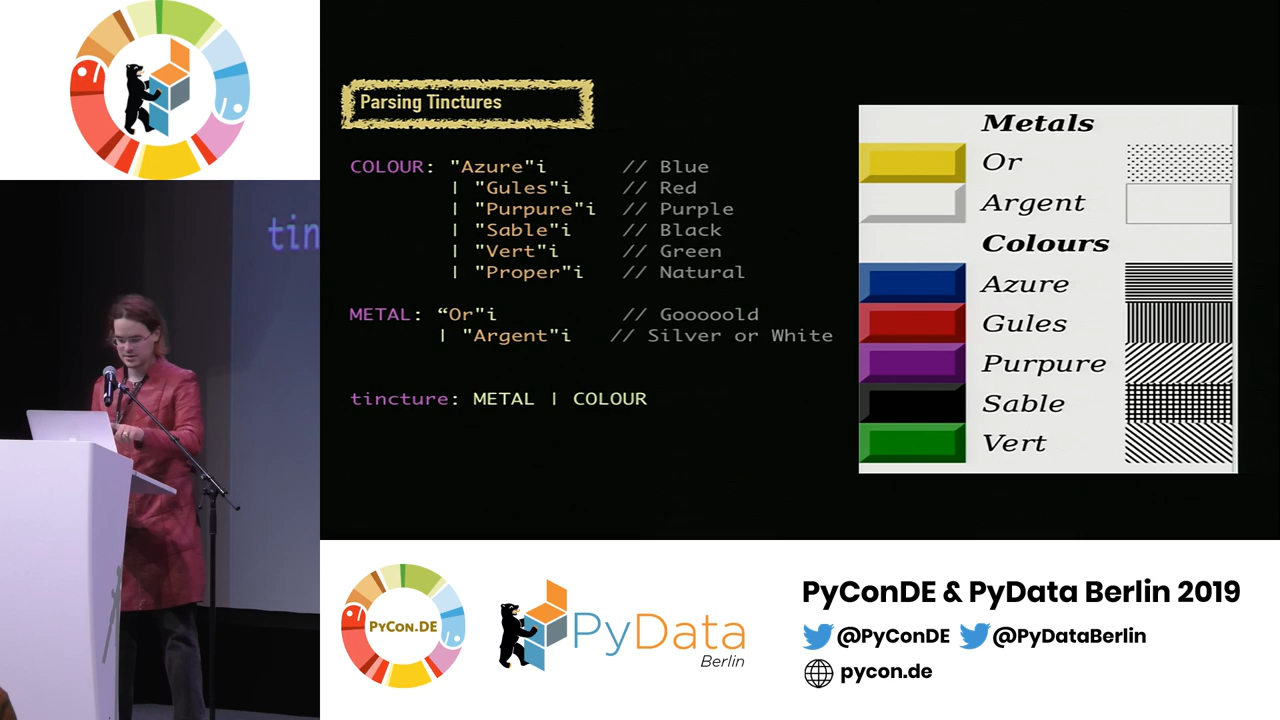 tin
Parsing Tinctures
COLOUR: "Azure"i // Blue
| "Gules"i // Red
| "Purpure"i // Purple
| "Sable"i // Black
| "Vert"i // Green
| "Proper"i // Natural
METAL: “Or"i // Gooooold
| "Argent"i // Silver or White
tincture: METAL | COLOUR
Metals
Or
Argent
Colours
Azure
Gules
Purpure
Sable
Vert
PYCON.DE
PyData
Berlin
PyConDE & PyData Berlin 2019
@PyConDE @PyDataBerlin
pycon.de